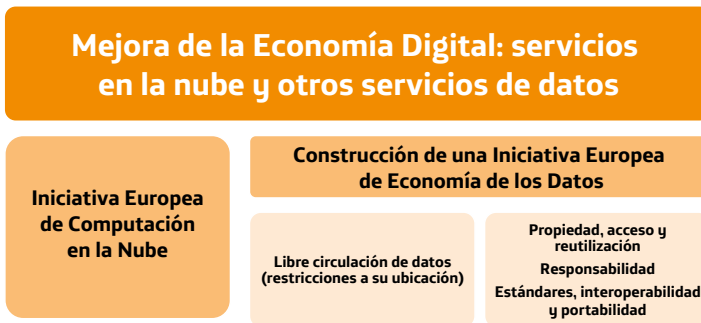 Mejora de la Economía Digital: servicios
en la nube y otros servicios de datos
Iniciativa Europea
de Computación
en la Nube
Construcción de una Iniciativa Europea
de Economía de los Datos
Libre circulación de datos
(restricciones a su ubicación)
Propiedad, acceso y
reutilización
Responsabilidad
Estándares, interoperabilidad
y portabilidad